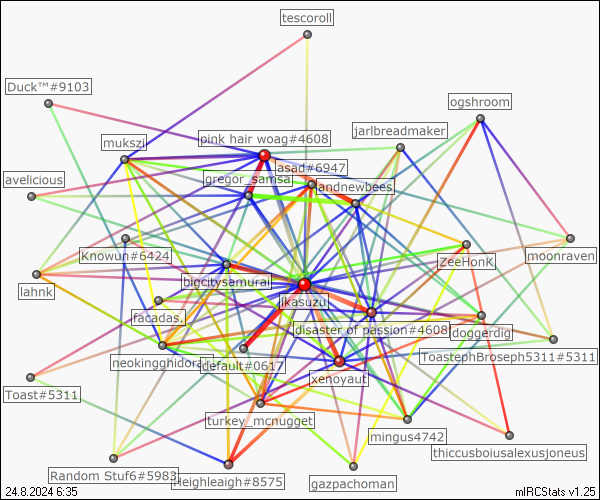 tescoroll
Duck™#9103
ogshroom
jarlbreadmaker
pink hair woag#4608
mukszi
asad#6947
avelicious
gregor_samsa
landnewbees
Knowun#6424
ZeeHonK
moonraven
lahnk
bigcitysamurai
jkasuzu
facadas.
disaster of passion#4608
doggerdig
neokingghidorah
default#0617
ToastephBroseph5311#5311
xenoyaut
Toast#5311
turkey_mcnugget
mingus4742
thiccusboiusalexusjoneus
Random Stuf6#5983
Heighleaigh#8575
gazpachoman
24.8.2024 6:35
mIRCStats v1.25